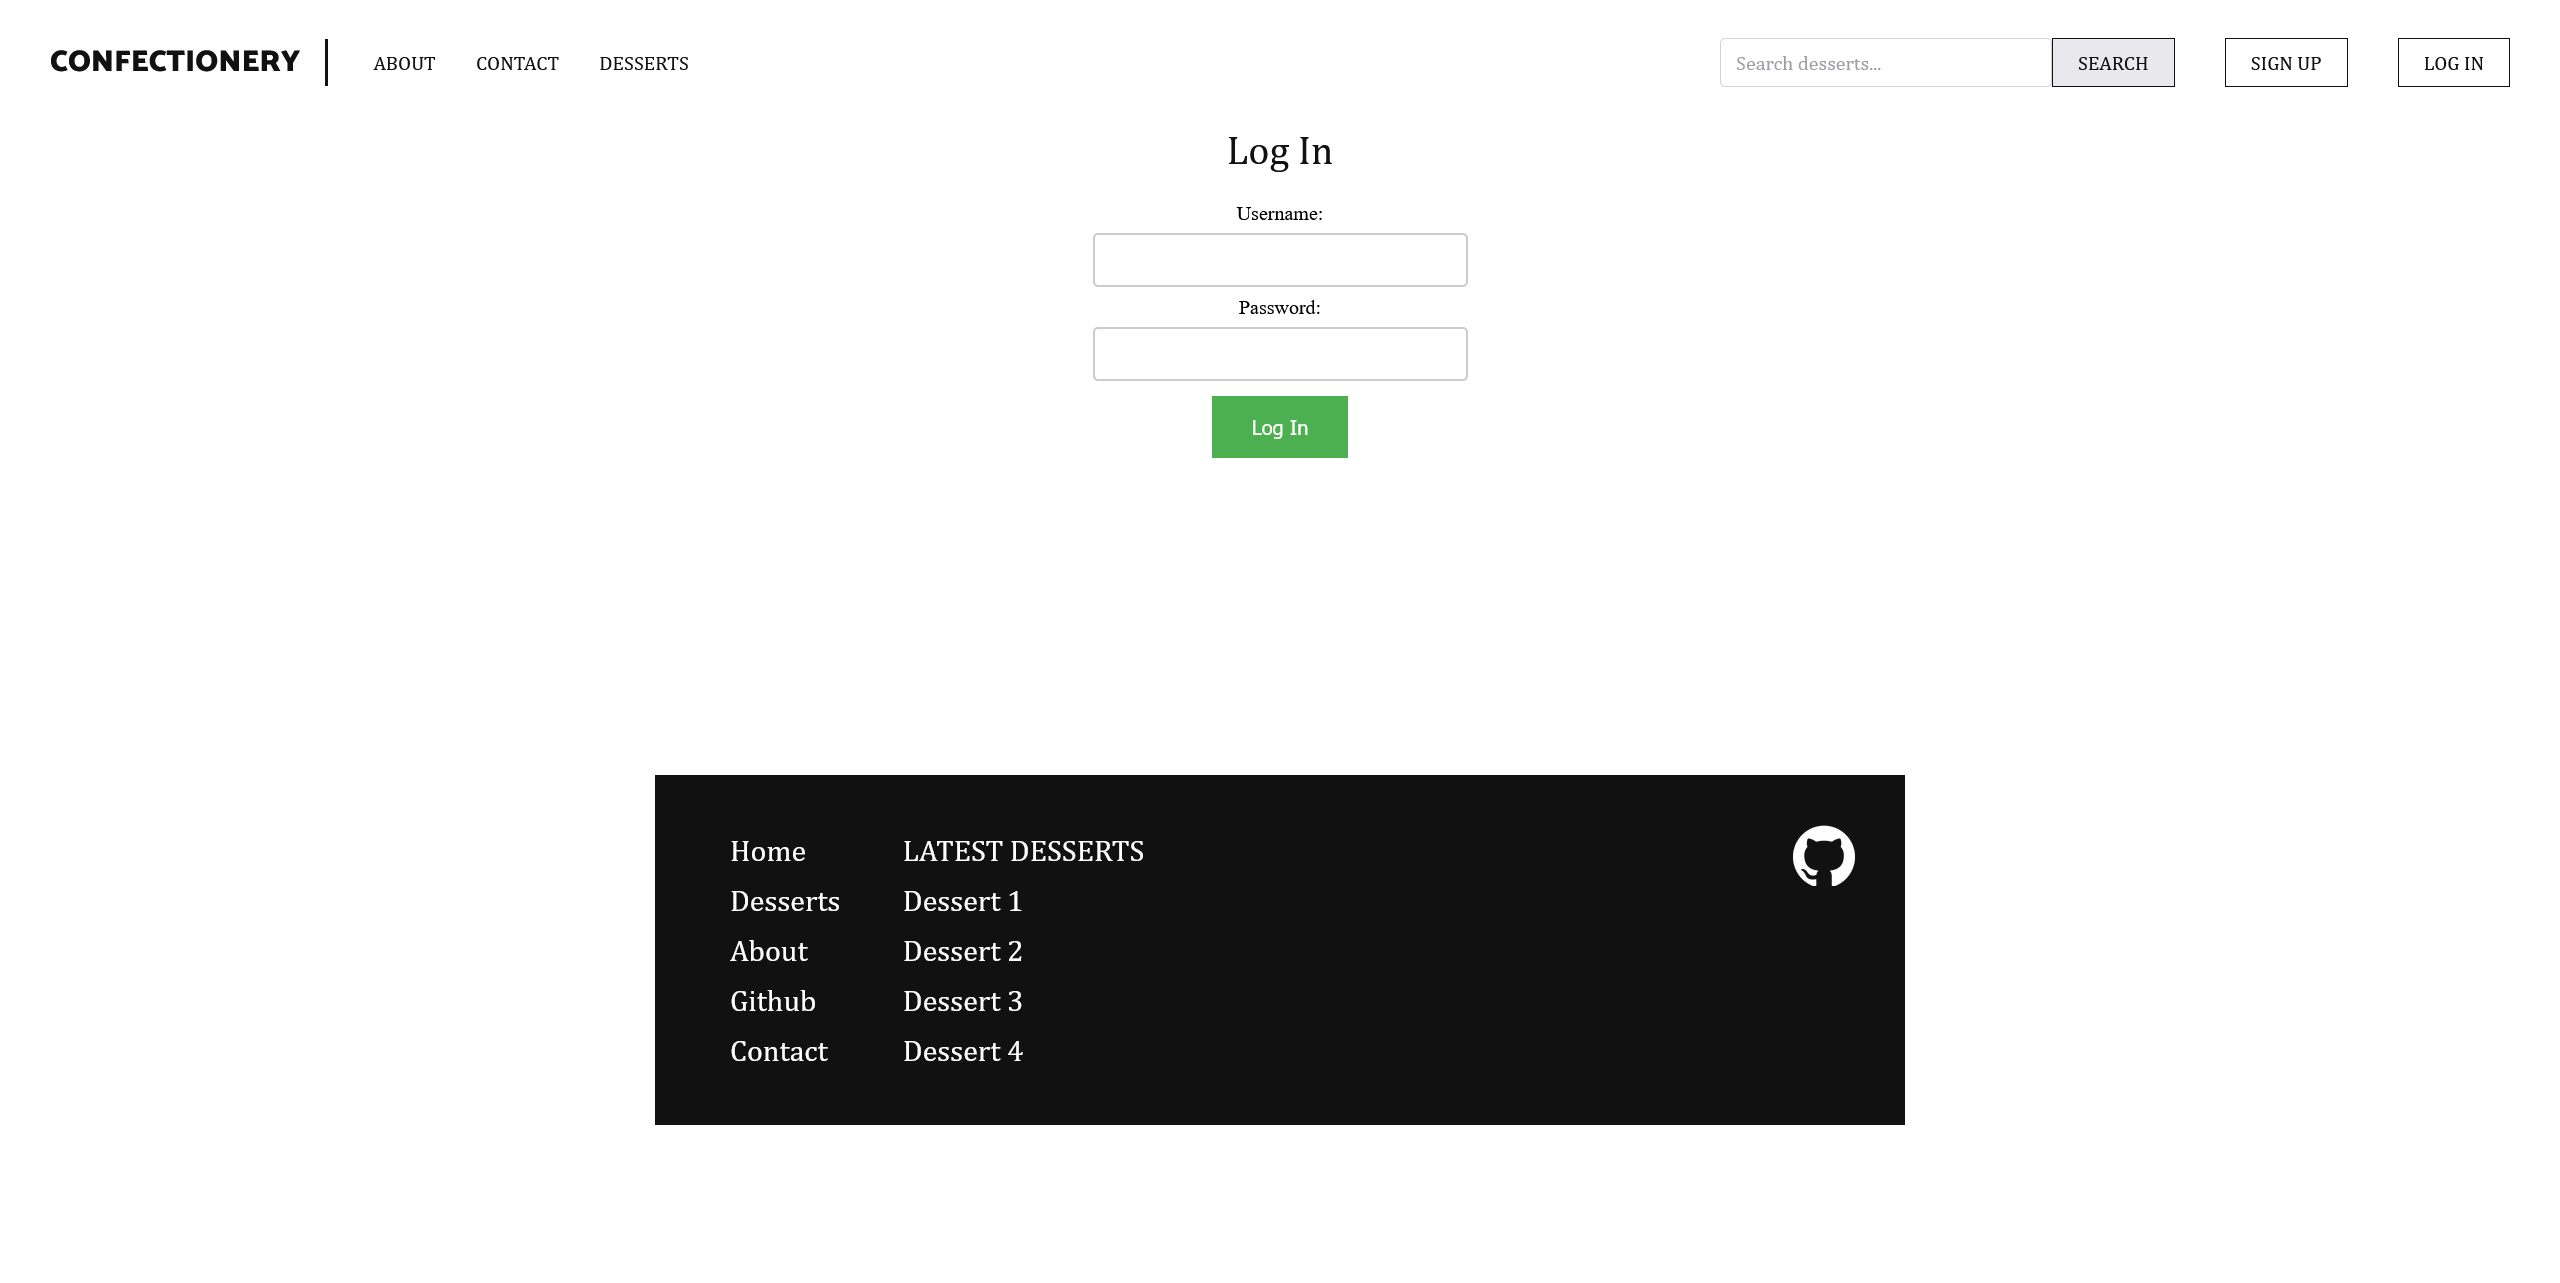 CONFECTIONERY ABOUT CONTACT DESSERTS Search desserts... SEARCH SIGN UP LOG IN
Log In
Username:
Password:
Log In
Home
Desserts
About
Github
Contact
LATEST DESSERTS
Dessert 1
Dessert 2
Dessert 3
Dessert 4